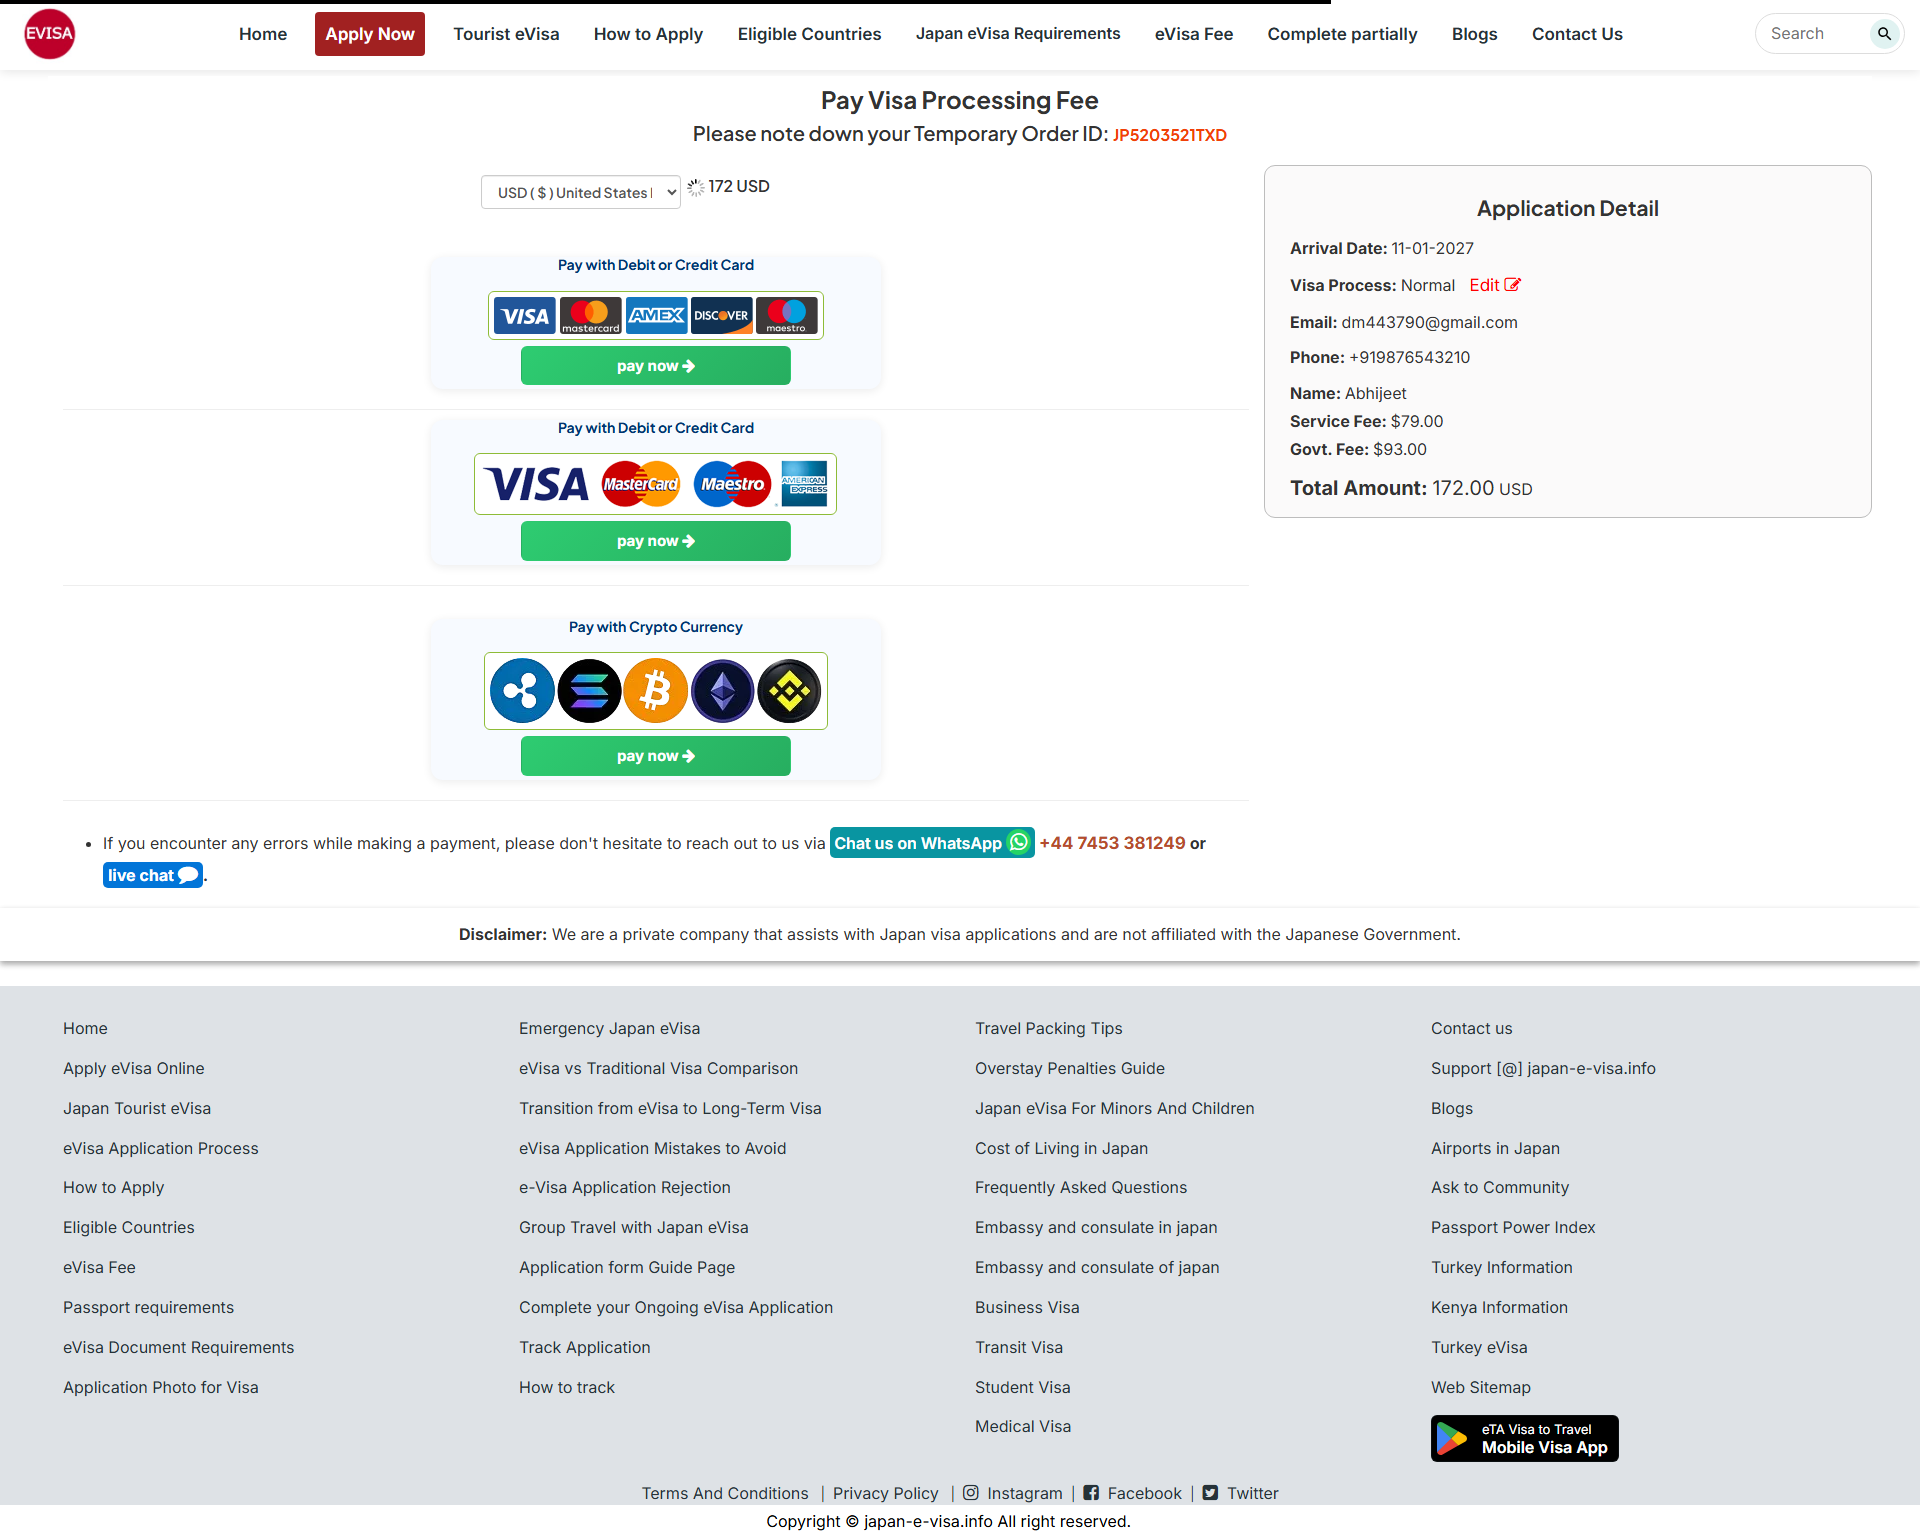 EVISA
Home
Apply Now
Tourist eVisa
How to Apply
Eligible Countries
Japan eVisa Requirements
eVisa Fee
Complete partially
Blogs
Contact Us
Search
Pay Visa Processing Fee
Please note down your Temporary Order ID: JP5203521TXD
USD ( $ ) United States
172 USD
Pay with Debit or Credit Card
VISA mastercard AMEX DISCOVER maestro
pay now
Pay with Debit or Credit Card
VISA MasterCard Maestro AMERICAN EXPRESS
pay now
Pay with Crypto Currency
pay now
Application Detail
Arrival Date: 11-01-2027
Visa Process: Normal Edit
Email: dm443790@gmail.com
Phone: +919876543210
Name: Abhijeet
Service Fee: $79.00
Govt. Fee: $93.00
Total Amount: 172.00 USD
• If you encounter any errors while making a payment, please don't hesitate to reach out to us via Chat us on WhatsApp +44 7453 381249 or
live chat .
Disclaimer: We are a private company that assists with Japan visa applications and are not affiliated with the Japanese Government.
Home
Apply eVisa Online
Japan Tourist eVisa
eVisa Application Process
How to Apply
Eligible Countries
eVisa Fee
Passport requirements
eVisa Document Requirements
Application Photo for Visa
Emergency Japan eVisa
eVisa vs Traditional Visa Comparison
Transition from eVisa to Long-Term Visa
eVisa Application Mistakes to Avoid
e-Visa Application Rejection
Group Travel with Japan eVisa
Application form Guide Page
Complete your Ongoing eVisa Application
Track Application
How to track
Travel Packing Tips
Overstay Penalties Guide
Japan eVisa For Minors And Children
Cost of Living in Japan
Frequently Asked Questions
Embassy and consulate in japan
Embassy and consulate of japan
Business Visa
Transit Visa
Student Visa
Medical Visa
Contact us
Support [@] japan-e-visa.info
Blogs
Airports in Japan
Ask to Community
Passport Power Index
Turkey Information
Kenya Information
Turkey eVisa
Web Sitemap
eTA Visa to Travel
Mobile Visa App
Terms And Conditions | Privacy Policy | Instagram | Facebook | Twitter
Copyright © japan-e-visa.info All right reserved.